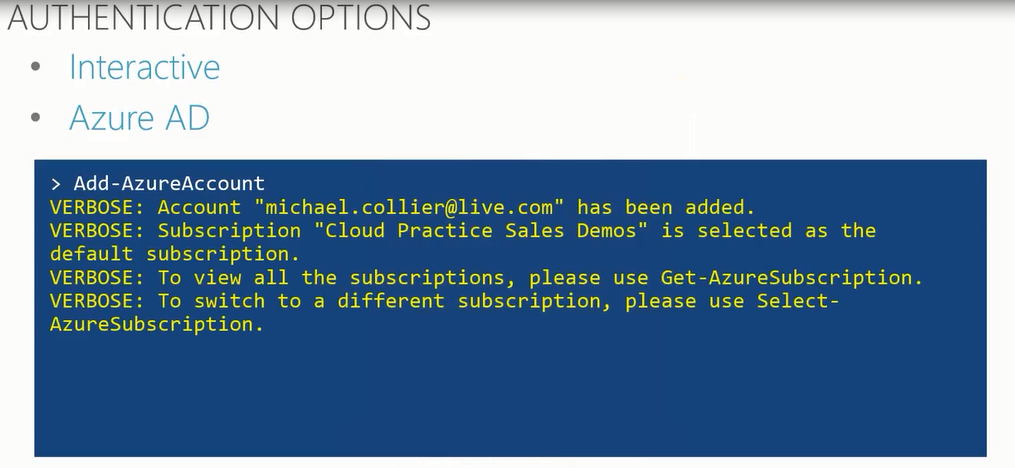 AUTHENTICATION OPTIONS
• Interactive
• Azure AD
> Add-AzureAccount
VERBOSE: Account "michael.collier@live.com" has been added.
VERBOSE: Subscription "Cloud Practice Sales Demos" is selected as the
default subscription.
VERBOSE: To view all the subscriptions, please use Get-AzureSubscription.
VERBOSE: To switch to a different subscription, please use Select-
AzureSubscription.